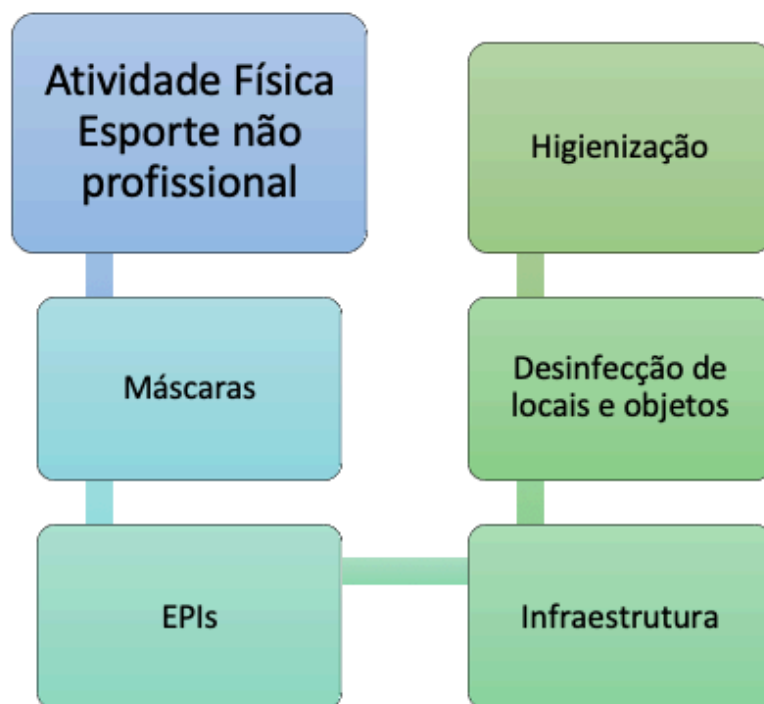 Atividade Física
Esporte não
profissional
Máscaras
EPIs
Infraestrutura
Desinfecção de
locais e objetos
Higienização